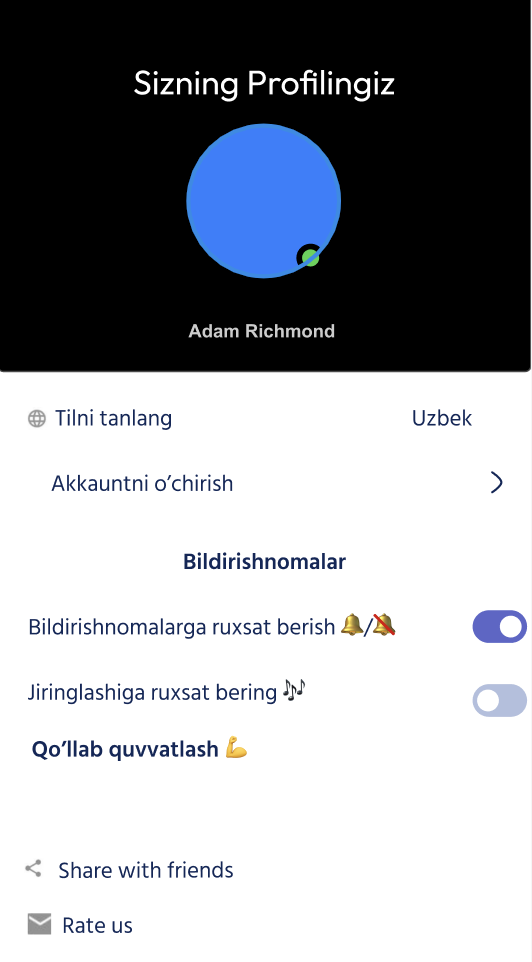 Sizning Profilingiz
Adam Richmond
Tilni tanlang Uzbek
Akkauntni o’chirish
Bildirishnomalar
Bildirishnomalarga ruxsat berish 🔔/🔕
Jiringlashiga ruxsat bering 🎶
Qo’llab quvvatlash 💪
Share with friends
Rate us